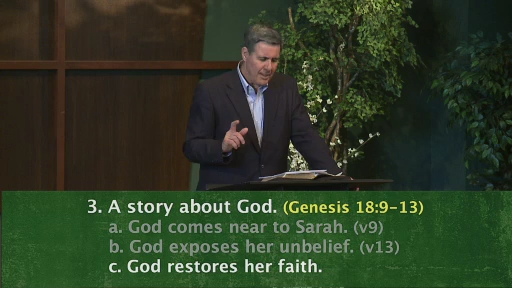 3. A story about God. (Genesis 18:9-13)
a. God comes near to Sarah. (v9)
b. God exposes her unbelief. (v13)
c. God restores her faith.